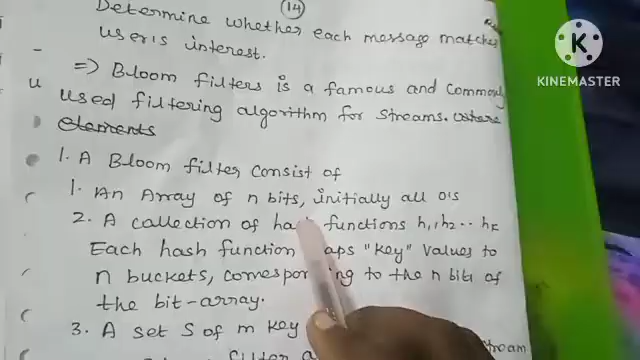 (14)
Determine whether each message matches
user's interest.
⇒ Bloom filters is a famous and commonly
used filtering algorithm for streams. where
elements
1. A Bloom filter consist of
1. An Array of n bits, initially all 0's
2. A collection of hash functions h1, h2 .. hk
Each hash function "key" values to
n buckets, corresponding to the n bits of
the bit-array.
3. A set S of m key
stream
filter
K
KINEMASTER